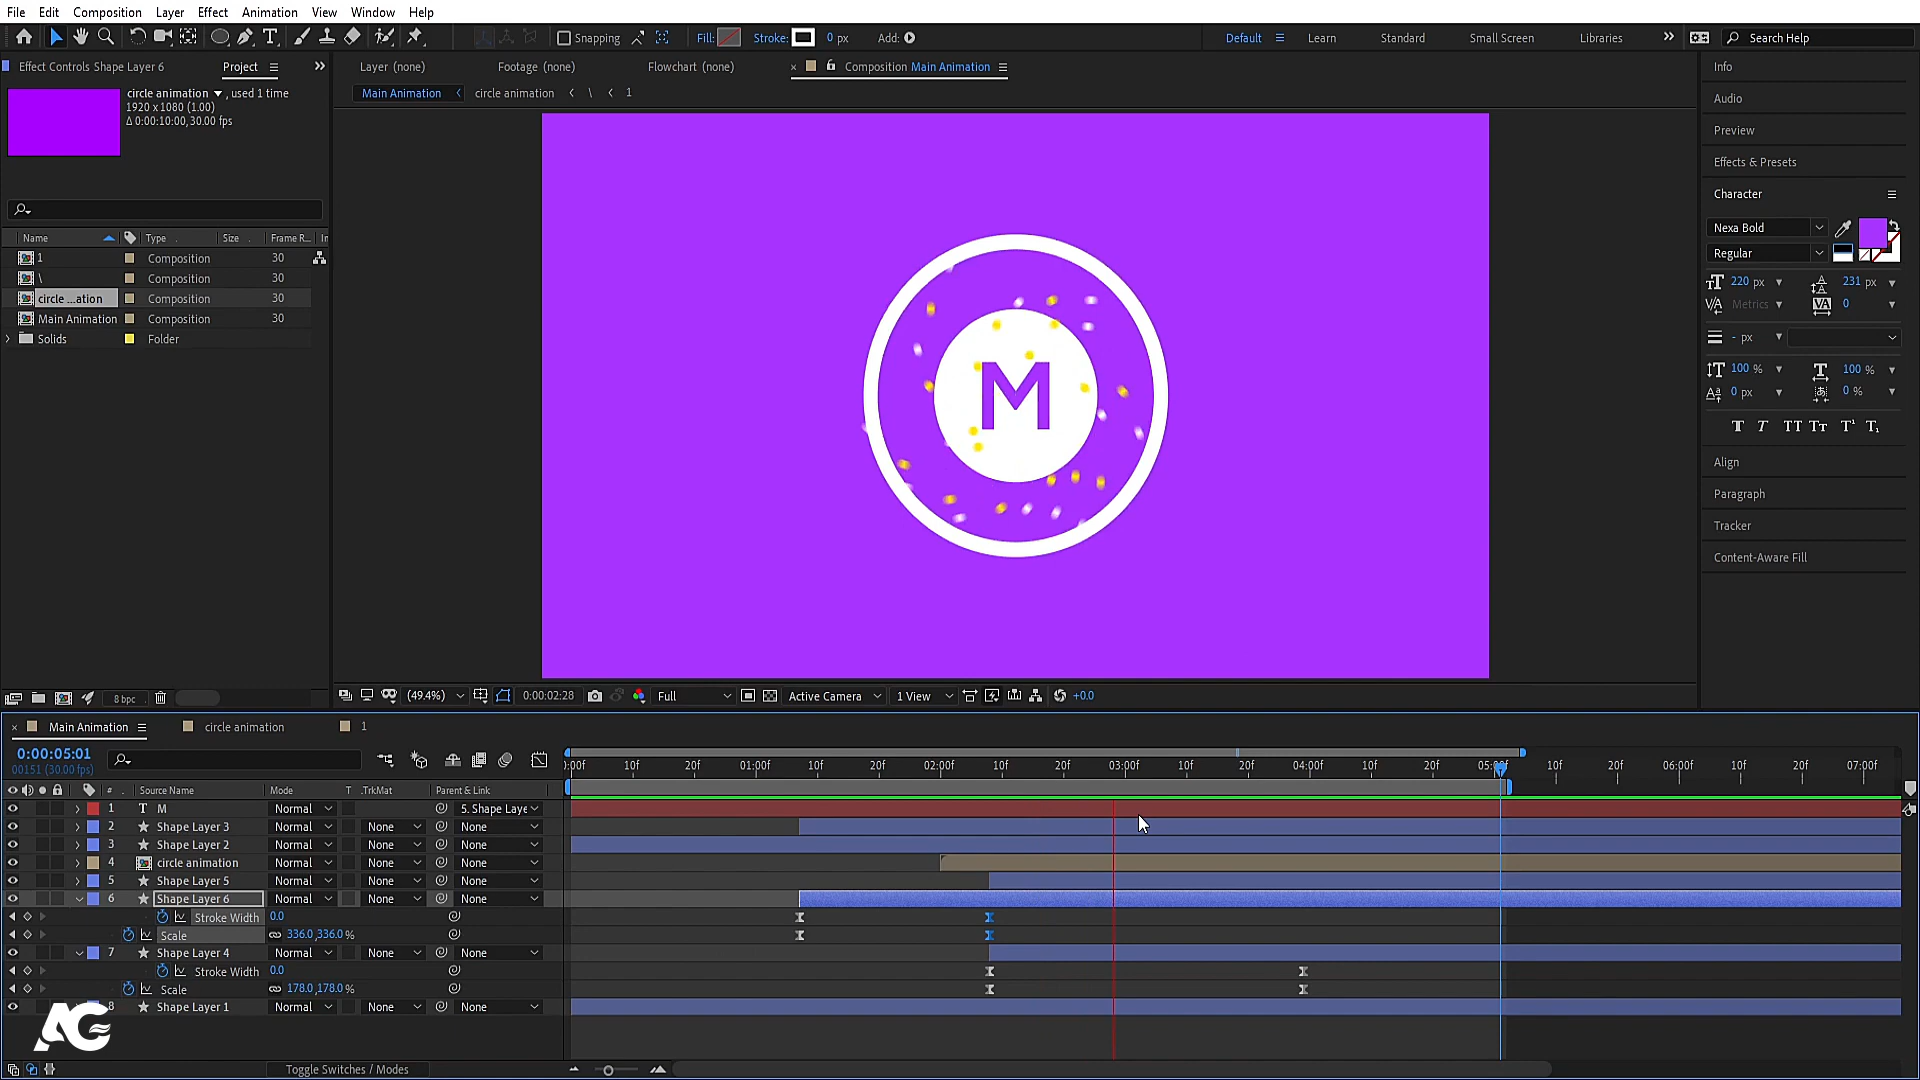 File Edit Composition Layer Effect Animation View Window Help
Snapping Fill: Stroke: 0 px Add: Default Learn Standard Small Screen Libraries Search Help
Effect Controls Shape Layer 6 Project
Layer (none) Footage (none) Flowchart (none) Composition Main Animation
Main Animation circle animation \ 1
circle animation , used 1 time
1920 x 1080 (1.00)
Δ 0:00:10:00, 30.00 fps
Name Type Size Frame R... In
1 Composition 30
\ Composition 30
circle ...ation Composition 30
Main Animation Composition 30
Solids Folder
8 bpc
M
(49.4%) 0:00:02:28 Full Active Camera 1 View +0.0
Info
Audio
Preview
Effects & Presets
Character
Nexa Bold
Regular
220 px 231 px
Metrics 0
- px
100 % 100 %
0 px 0 %
T T TT Tt T¹ T₁
Align
Paragraph
Tracker
Content-Aware Fill
Main Animation circle animation 1
0:00:05:01
00151 (30.00 fps)
):00f 10f 20f 01:00f 10f 20f 02:00f 10f 20f 03:00f 10f 20f 04:00f 10f 20f 05:00f 10f 20f 06:00f 10f 20f 07:00f
# Source Name Mode T .TrkMat Parent & Link
1 T M Normal 5. Shape Laye
2 Shape Layer 3 Normal None None
3 Shape Layer 2 Normal None None
4 circle animation Normal None None
5 Shape Layer 5 Normal None None
6 Shape Layer 6 Normal None None
Stroke Width 0.0
Scale 336.0,336.0%
7 Shape Layer 4 Normal None None
Stroke Width 0.0
Scale 178.0,178.0%
8 Shape Layer 1 Normal None None
AG
Toggle Switches / Modes